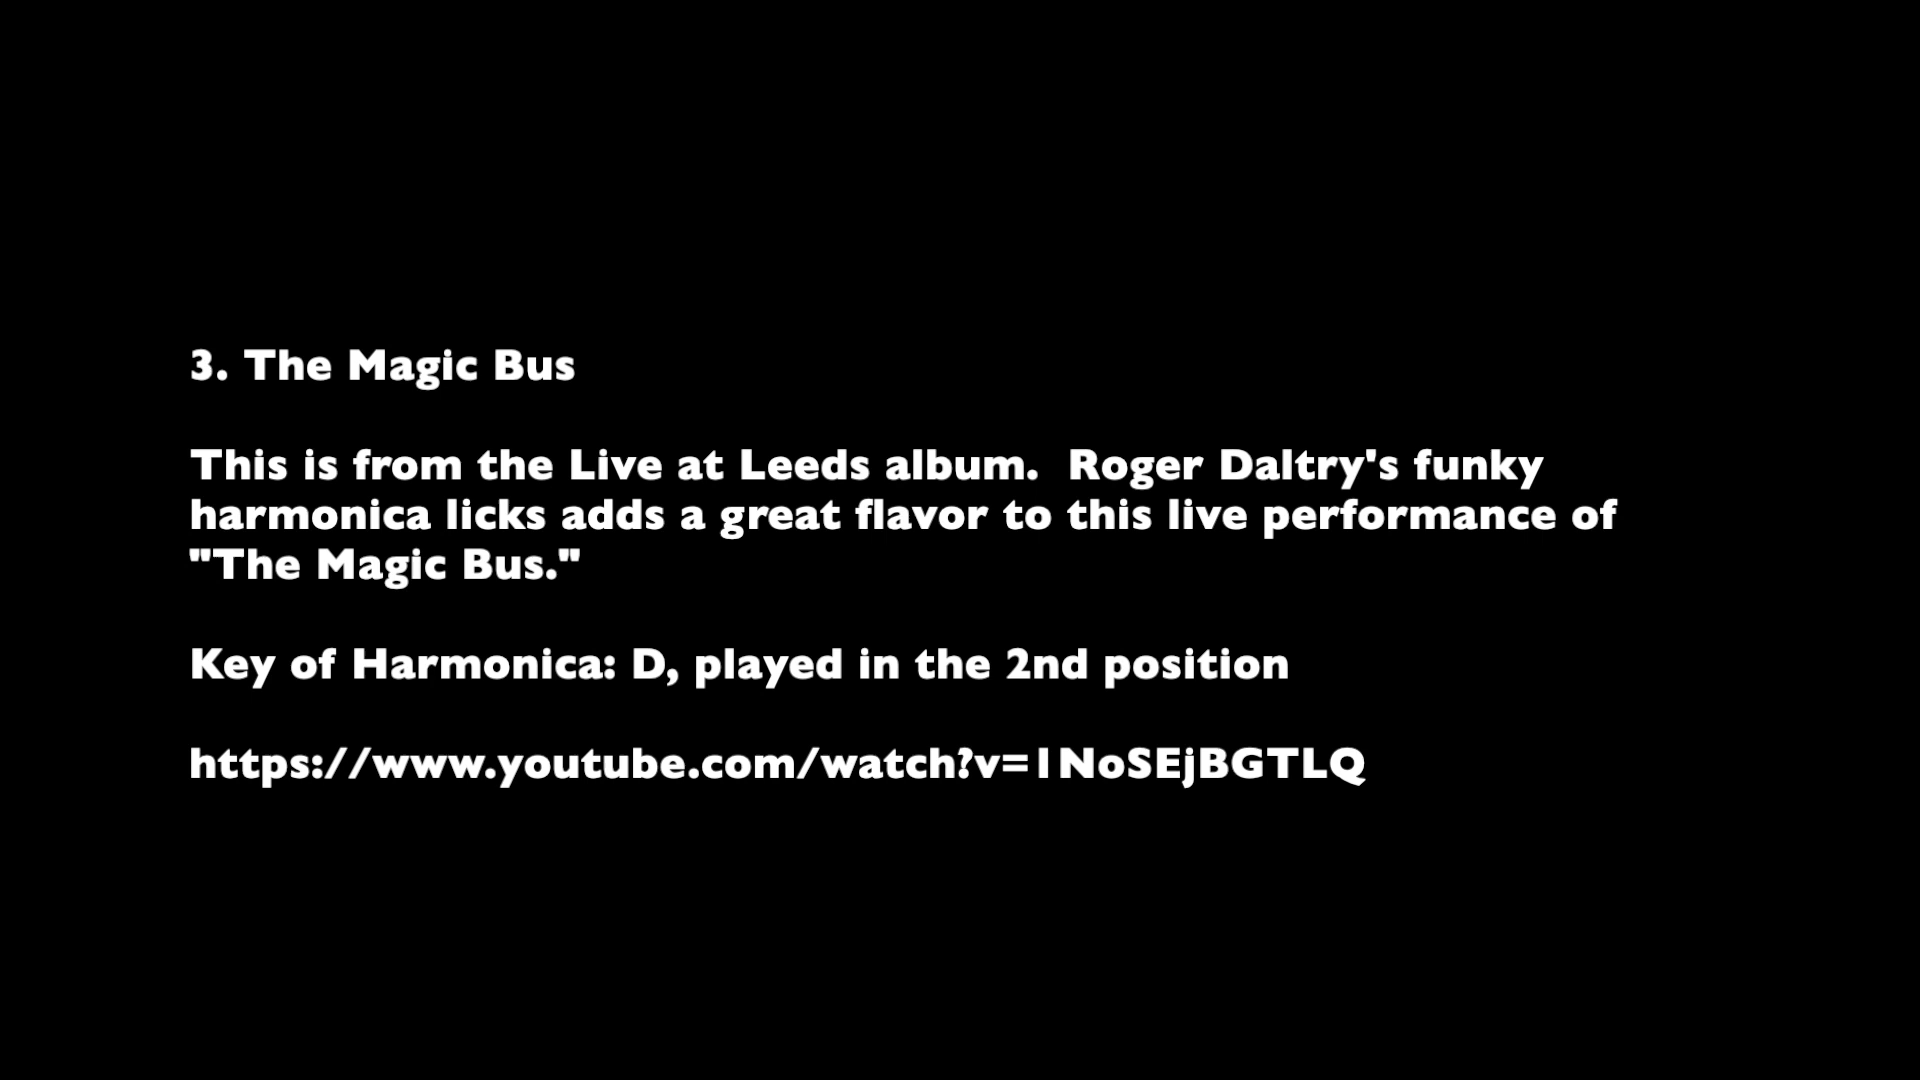 3. The Magic Bus
This is from the Live at Leeds album.  Roger Daltry's funky
harmonica licks adds a great flavor to this live performance of
"The Magic Bus."
Key of Harmonica: D, played in the 2nd position
https://www.youtube.com/watch?v=1NoSEjBGTLQ